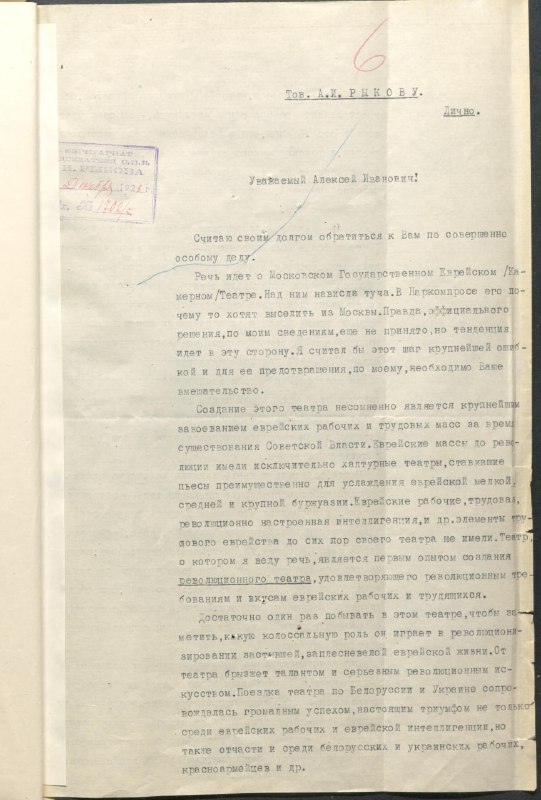 6
Тов. А.И. РЫКОВУ.
Лично.
СЕКРЕТАРИАТ
1702/с
Уважаемый Алексей Иванович!
Считаю своим долгом обратиться к Вам по совершенно
особому делу.
Речь идет о Московском Государственном Еврейском /Ка-
мерном/Театре. Над ним нависла туча.В Наркомпросе его по-
чему то хотят выселить из Москвы.Правда,оффициального
решения,по моим сведениям,еще не принято,но тенденция
идет в эту сторону.Я считал бы этот шаг крупнейшей ошиб-
кой и для ее предотвращения,по моему,необходимо Ваше
вмешательство.
Создание этого театра несомненно является крупнейшим
завоеванием еврейских рабочих и трудовых масс за время
существования Советской Власти.Еврейские массы до рево-
люции имели исключительно халтурные театры,ставившие
пьесы преимущественно для услаждения еврейской мелкой,
средней и крупной буржуазии.Еврейские рабочие,трудовая,
революционно настроенная интеллигенция,и др.элементы тру-
дового еврейства до сих пор своего театра не имели.Театр,
о котором я веду речь,является первым опытом создания
революционного театра,удовлетворяющего революционным тре-
бованиям и вкусам еврейских рабочих и трудящихся.
Достаточно один раз побывать в этом театре,чтобы за-
метить,какую колоссальную роль он играет в революциони-
зировании застывшей,заплесневелой еврейской жизни.От
театра брызжет талантом и серьезным революционным ис-
кусством.Поездка театра по Белоруссии и Украине сопро-
вождалась громадным успехом,настоящим триумфом не только
среди еврейских рабочих и еврейской интеллигенции,но
также отчасти и среди белорусских и украинских рабочих,
красноармейцев и др.